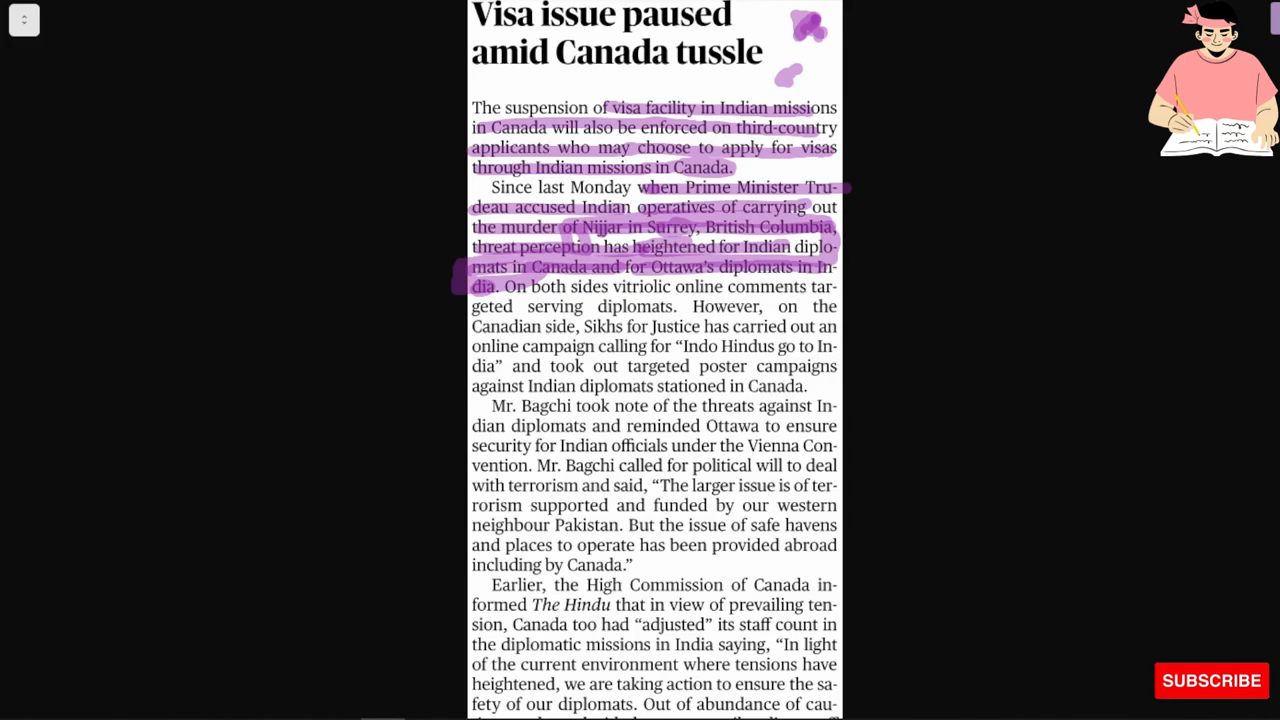 Visa issue paused
amid Canada tussle
The suspension of visa facility in Indian missions
in Canada will also be enforced on third-country
applicants who may choose to apply for visas
through Indian missions in Canada.
Since last Monday when Prime Minister Tru-
deau accused Indian operatives of carrying out
the murder of Nijjar in Surrey, British Columbia,
threat perception has heightened for Indian diplo-
mats in Canada and for Ottawa's diplomats in In-
dia. On both sides vitriolic online comments tar-
geted serving diplomats. However, on the
Canadian side, Sikhs for Justice has carried out an
online campaign calling for “Indo Hindus go to In-
dia” and took out targeted poster campaigns
against Indian diplomats stationed in Canada.
Mr. Bagchi took note of the threats against In-
dian diplomats and reminded Ottawa to ensure
security for Indian officials under the Vienna Con-
vention. Mr. Bagchi called for political will to deal
with terrorism and said, “The larger issue is of ter-
rorism supported and funded by our western
neighbour Pakistan. But the issue of safe havens
and places to operate has been provided abroad
including by Canada.”
Earlier, the High Commission of Canada in-
formed The Hindu that in view of prevailing ten-
sion, Canada too had “adjusted” its staff count in
the diplomatic missions in India saying, “In light
of the current environment where tensions have
heightened, we are taking action to ensure the sa-
fety of our diplomats. Out of abundance of cau-
SUBSCRIBE